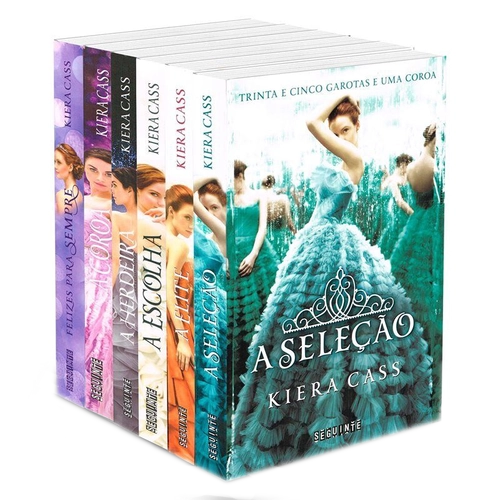 TRINTA E CINCO GAROTAS E UMA COROA
A SELEÇÃO
KIERA CASS
SEGUINTE
KIERA CASS
FELIZES PARA SEMPRE
SEGUINTE
KIERA CASS
A COROA
SEGUINTE
KIERA CASS
A HERDEIRA
SEGUINTE
KIERA CASS
A ESCOLHA
SEGUINTE
KIERA CASS
A ELITE
SEGUINTE
KIERA CASS
A SELEÇÃO
SEGUINTE